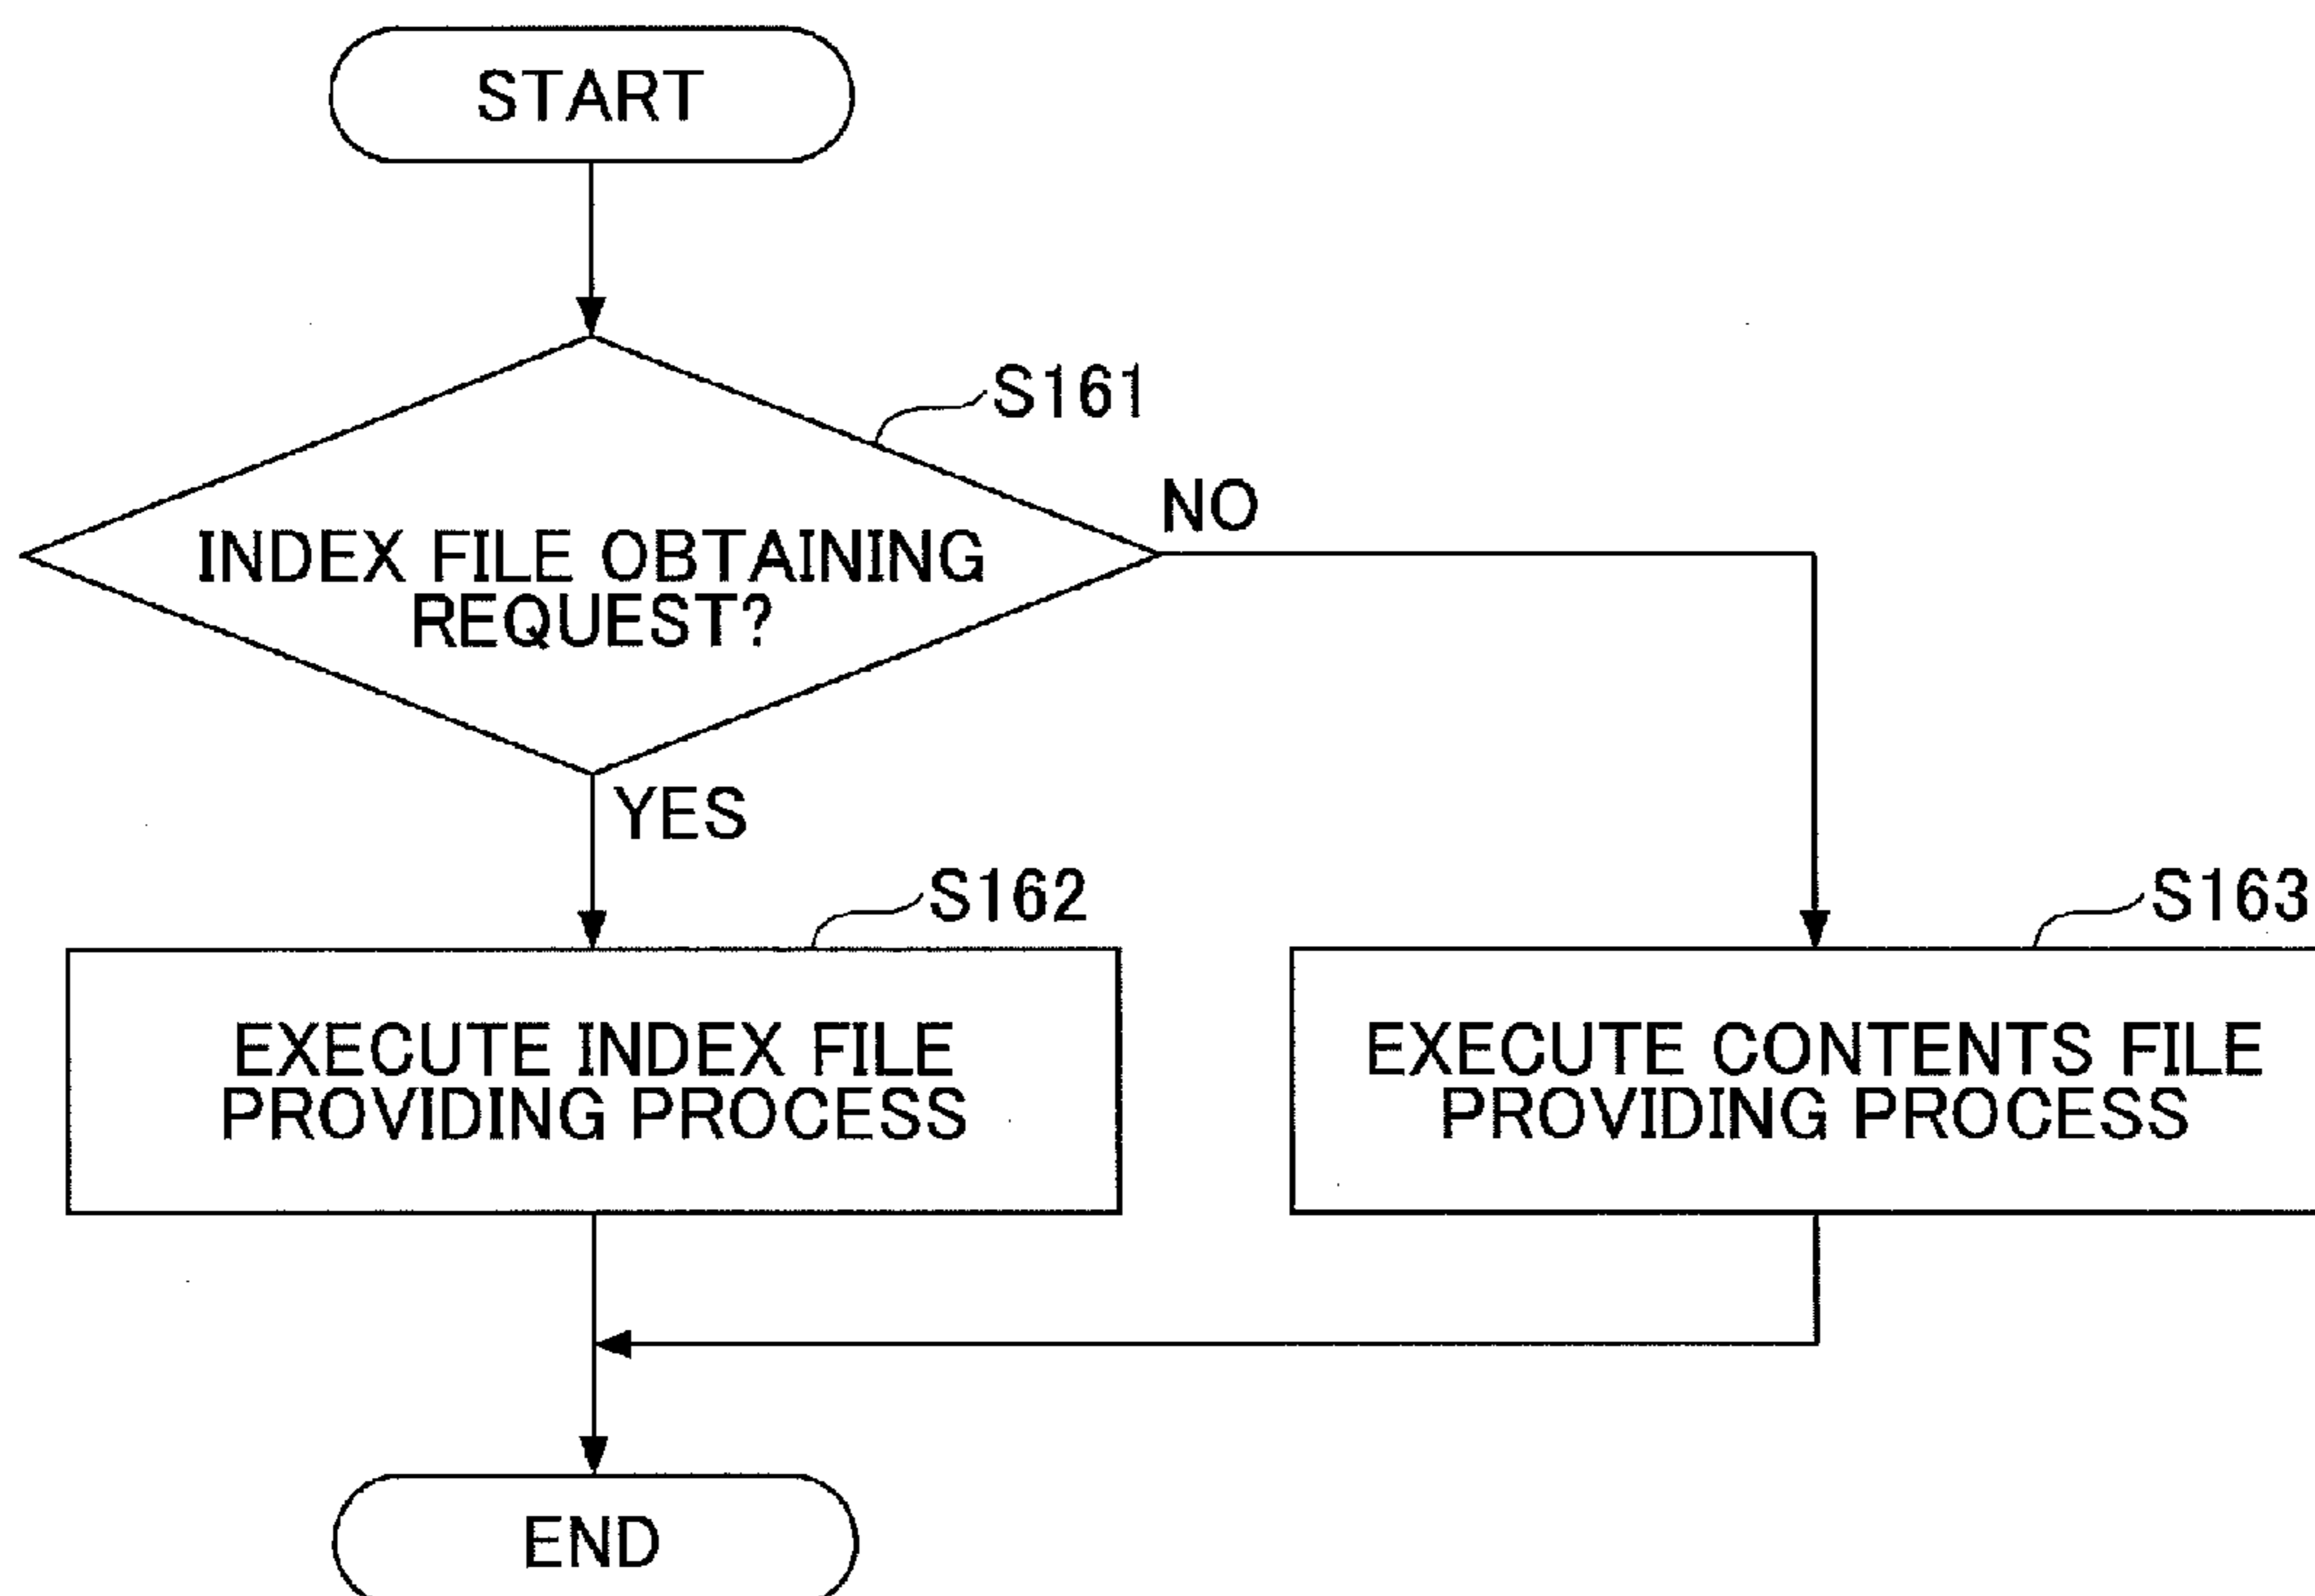 START
S161
NO
INDEX FILE OBTAINING
REQUEST?
YES
S162
S163
EXECUTE INDEX FILE
PROVIDING PROCESS
EXECUTE CONTENTS FILE
PROVIDING PROCESS
END